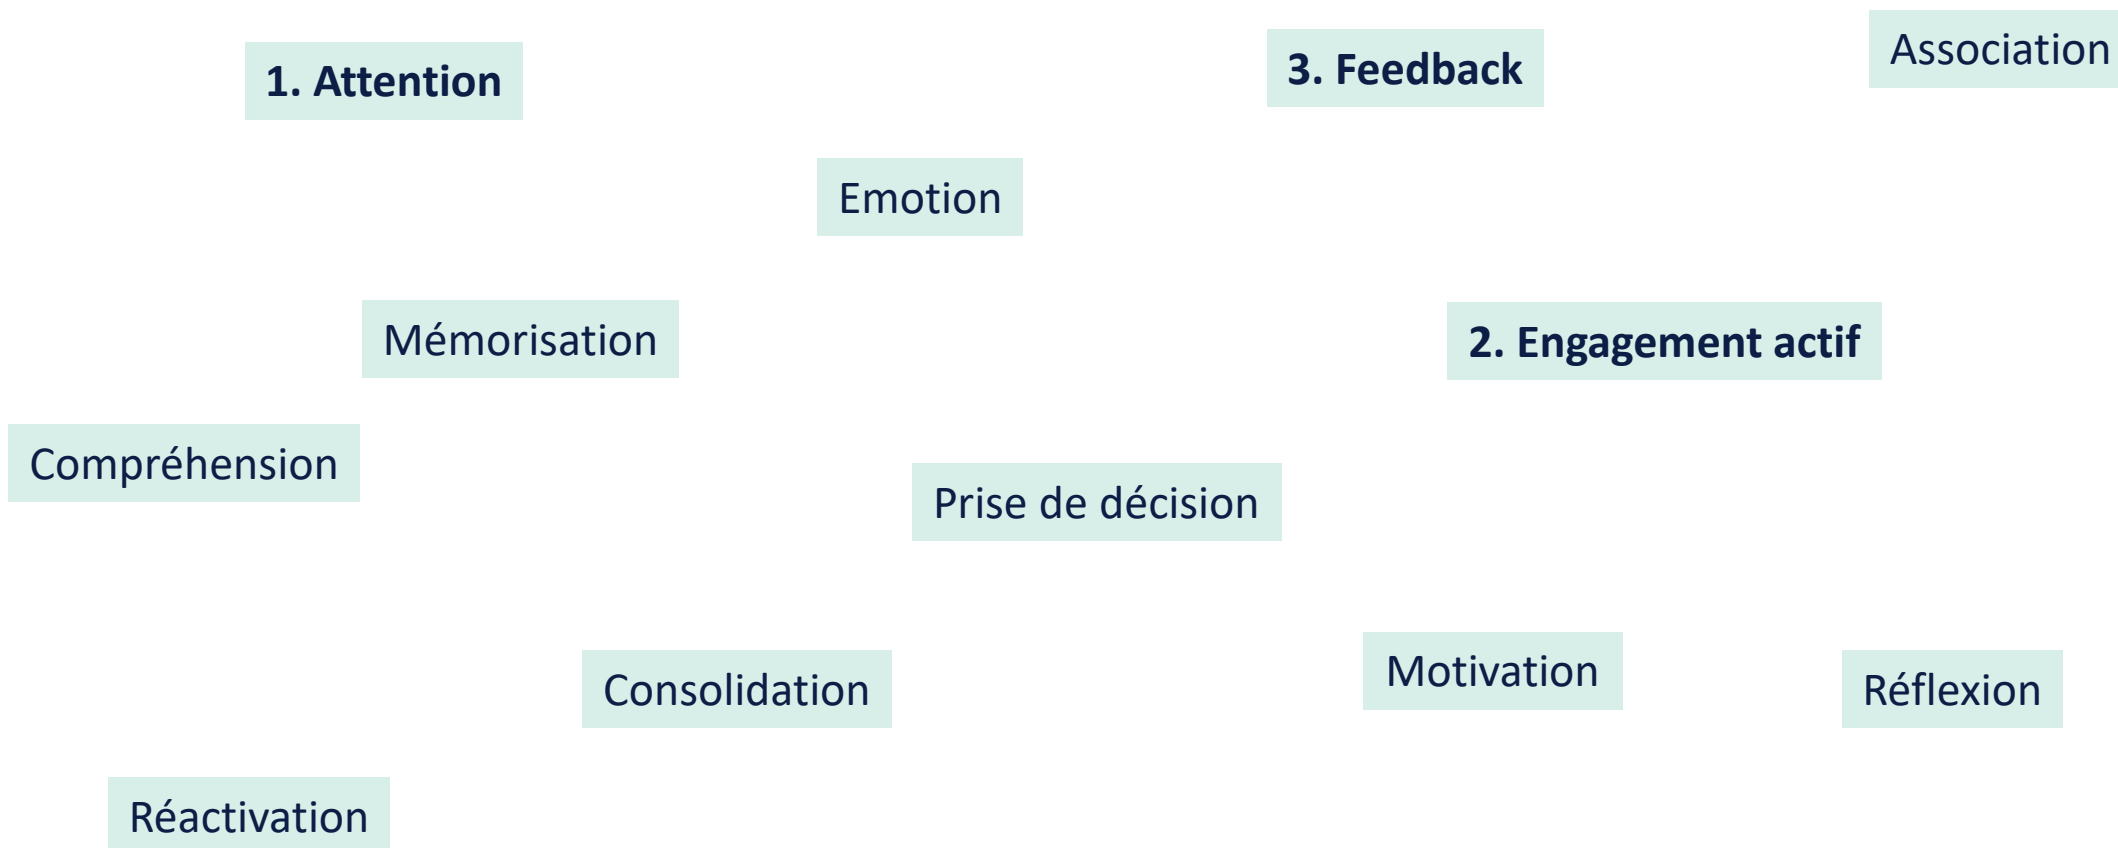 Association
3. Feedback
1. Attention
Emotion
Mémorisation
2. Engagement actif
Compréhension
Prise de décision
Motivation
Consolidation
Réflexion
Réactivation